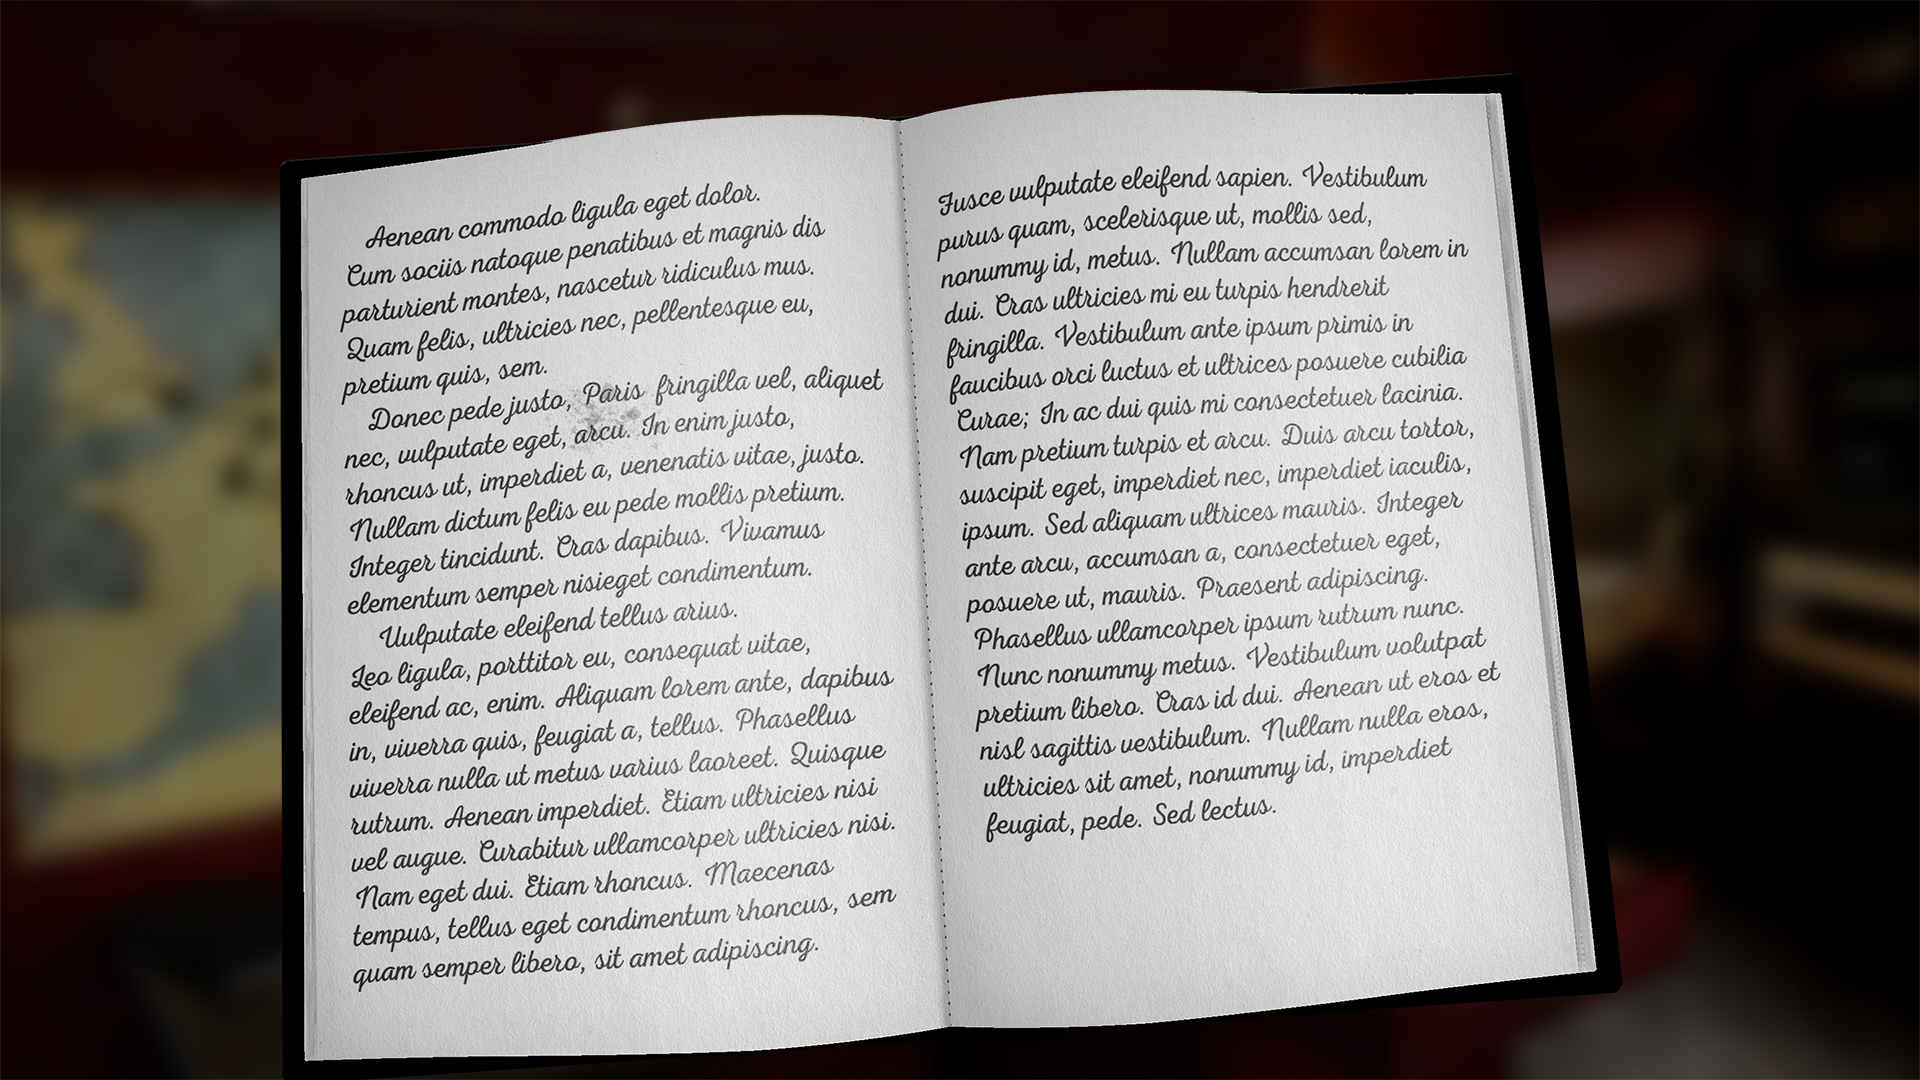 Aenean commodo ligula eget dolor.
Cum sociis natoque penatibus et magnis dis
parturient montes, nascetur ridiculus mus.
Quam felis, ultricies nec, pellentesque eu,
pretium quis, sem.
Donec pede justo, Paris fringilla vel, aliquet
nec, vulputate eget, arcu. In enim justo,
rhoncus ut, imperdiet a, venenatis vitae, justo.
Nullam dictum felis eu pede mollis pretium.
Integer tincidunt. Cras dapibus. Vivamus
elementum semper nisieget condimentum.
Uulputate eleifend tellus arius.
Leo ligula, porttitor eu, consequat vitae,
eleifend ac, enim. Aliquam lorem ante, dapibus
in, viverra quis, feugiat a, tellus. Phasellus
viverra nulla ut metus varius laoreet. Quisque
rutrum. Aenean imperdiet. Etiam ultricies nisi
vel augue. Curabitur ullamcorper ultricies nisi.
Nam eget dui. Etiam rhoncus. Maecenas
tempus, tellus eget condimentum rhoncus, sem
quam semper libero, sit amet adipiscing.
Fusce vulputate eleifend sapien. Vestibulum
purus quam, scelerisque ut, mollis sed,
nonummy id, metus. Nullam accumsan lorem in
dui. Cras ultricies mi eu turpis hendrerit
fringilla. Vestibulum ante ipsum primis in
faucibus orci luctus et ultrices posuere cubilia
Curae; In ac dui quis mi consectetuer lacinia.
Nam pretium turpis et arcu. Duis arcu tortor,
suscipit eget, imperdiet nec, imperdiet iaculis,
ipsum. Sed aliquam ultrices mauris. Integer
ante arcu, accumsan a, consectetuer eget,
posuere ut, mauris. Praesent adipiscing.
Phasellus ullamcorper ipsum rutrum nunc.
Nunc nonummy metus. Vestibulum volutpat
pretium libero. Cras id dui. Aenean ut eros et
nisl sagittis vestibulum. Nullam nulla eros,
ultricies sit amet, nonummy id, imperdiet
feugiat, pede. Sed lectus.